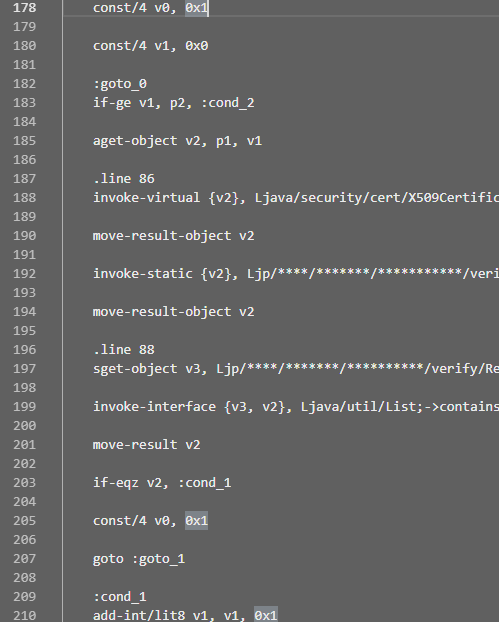 178 const/4 v0, 0x1
179
180 const/4 v1, 0x0
181
182 :goto_0
183 if-ge v1, p2, :cond_2
184
185 aget-object v2, p1, v1
186
187 .line 86
188 invoke-virtual {v2}, Ljava/security/cert/X509Certific
189
190 move-result-object v2
191
192 invoke-static {v2}, Ljp/****/*******/***********/veri
193
194 move-result-object v2
195
196 .line 88
197 sget-object v3, Ljp/****/*******/**********/verify/Re
198
199 invoke-interface {v3, v2}, Ljava/util/List;->contains
200
201 move-result v2
202
203 if-eqz v2, :cond_1
204
205 const/4 v0, 0x1
206
207 goto :goto_1
208
209 :cond_1
210 add-int/lit8 v1, v1, 0x1